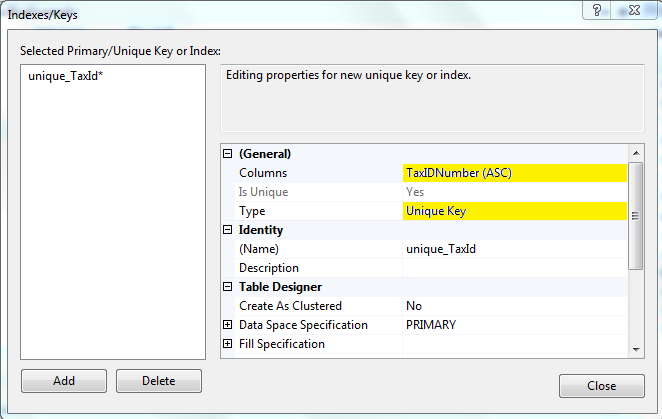 Indexes/Keys
Selected Primary/Unique Key or Index:
unique_TaxId*
Editing properties for new unique key or index.
(General)
Columns TaxIDNumber (ASC)
Is Unique Yes
Type Unique Key
Identity
(Name) unique_TaxId
Description
Table Designer
Create As Clustered No
Data Space Specification PRIMARY
Fill Specification
Add Delete
Close